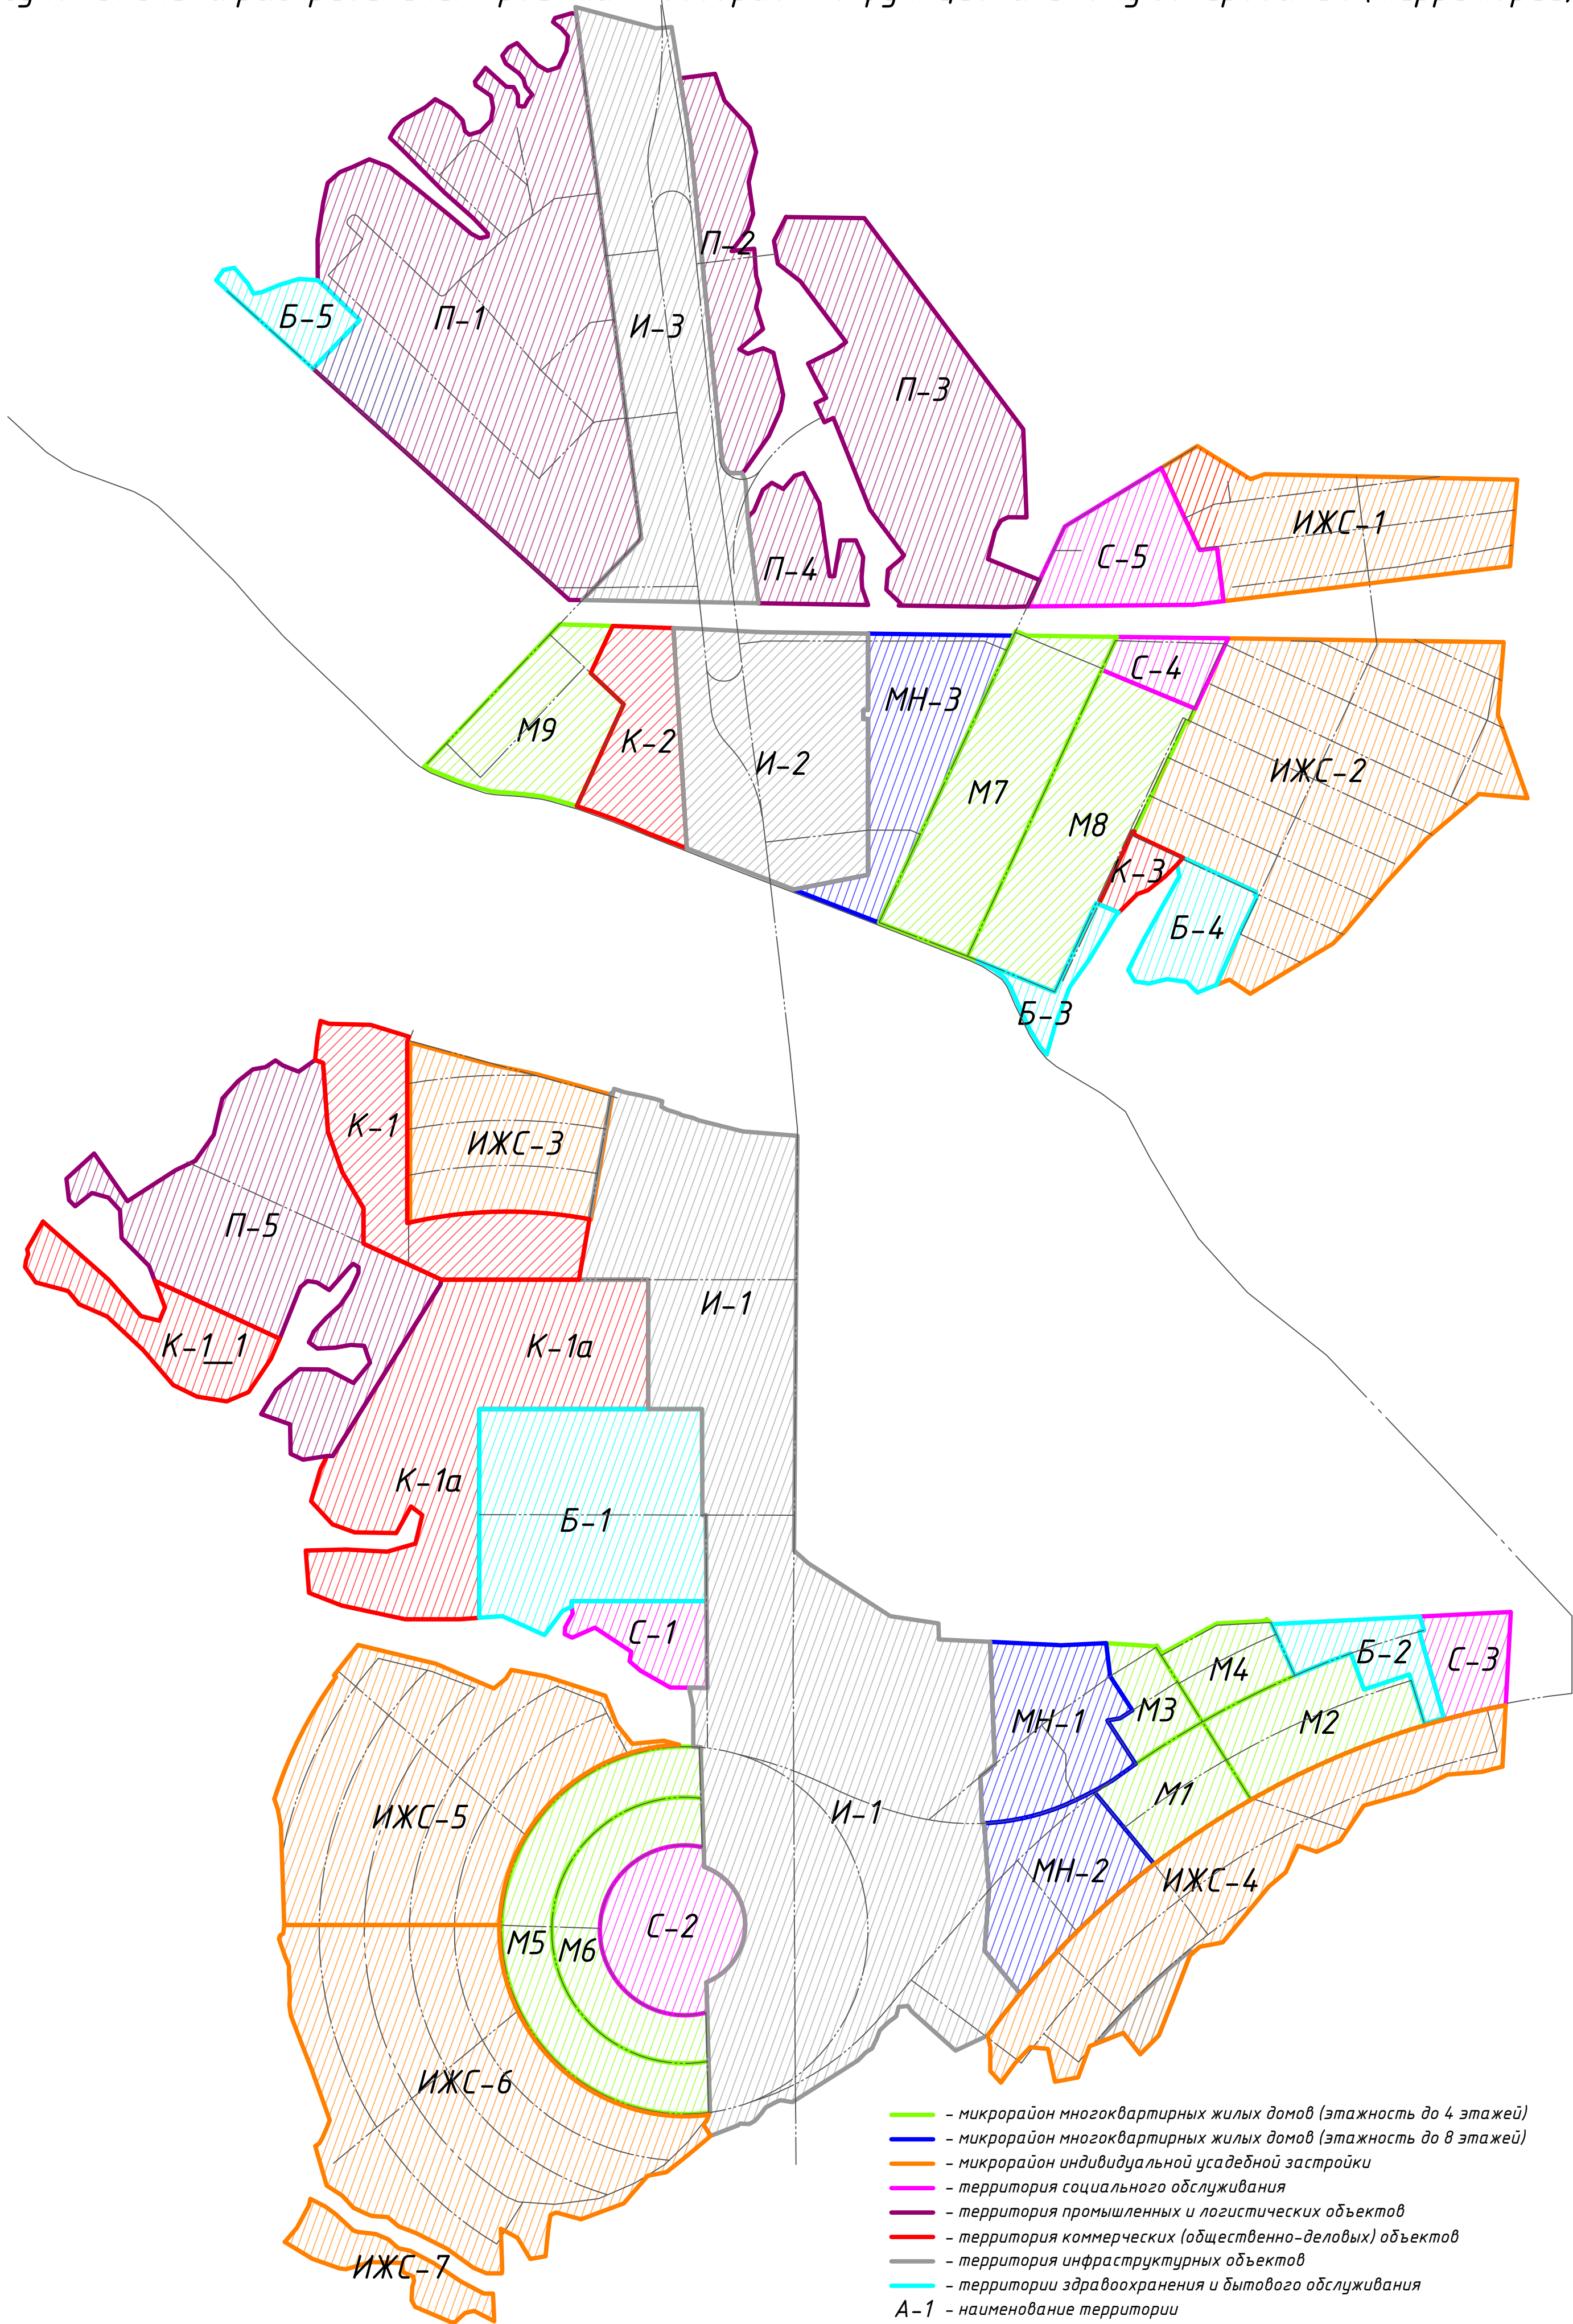 П-2
Б-5
П-1
И-3
П-3
ИЖС-1
С-5
П-4
С-4
МН-3
М9
К-2
И-2
ИЖС-2
М7
М8
К-3
Б-4
Б-3
К-1
ИЖС-3
П-5
И-1
К-1_1
К-1а
К-1а
Б-1
С-1
Б-2
С-3
М4
М3
МН-1
М2
М1
ИЖС-5
И-1
МН-2
ИЖС-4
С-2
М5
М6
ИЖС-6
ИЖС-7
- микрорайон многоквартирных жилых домов (этажность до 4 этажей)
- микрорайон многоквартирных жилых домов (этажность до 8 этажей)
- микрорайон индивидуальной усадебной застройки
- территория социального обслуживания
- территория промышленных и логистических объектов
- территория коммерческих (общественно-деловых) объектов
- территория инфраструктурных объектов
- территории здравоохранения и бытового обслуживания
А-1 - наименование территории